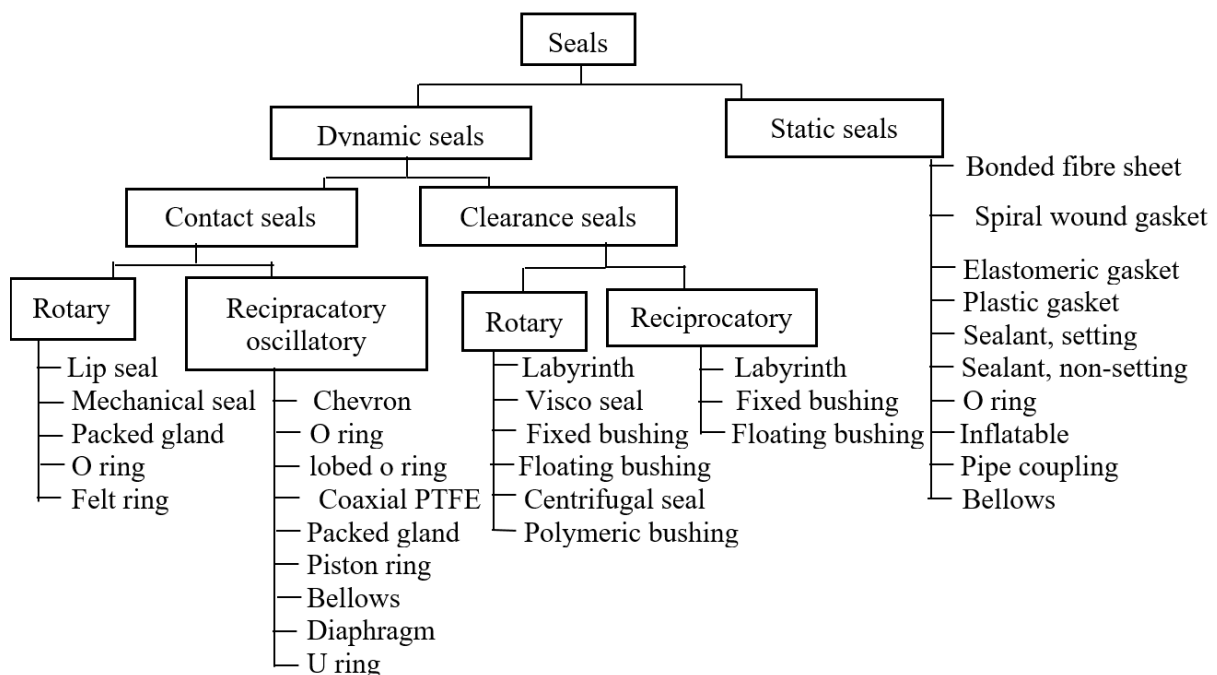 Seals
Dvnamic seals
Static seals
Contact seals
Clearance seals
Rotary
Recipracatory
oscillatory
Rotary
Reciprocatory
Lip seal
Mechanical seal
Packed gland
O ring
Felt ring
Chevron
O ring
lobed o ring
Coaxial PTFE
Packed gland
Piston ring
Bellows
Diaphragm
U ring
Labyrinth
Visco seal
Fixed bushing
Floating bushing
Centrifugal seal
Polymeric bushing
Labyrinth
Fixed bushing
Floating bushing
Bonded fibre sheet
Spiral wound gasket
Elastomeric gasket
Plastic gasket
Sealant, setting
Sealant, non-setting
O ring
Inflatable
Pipe coupling
Bellows